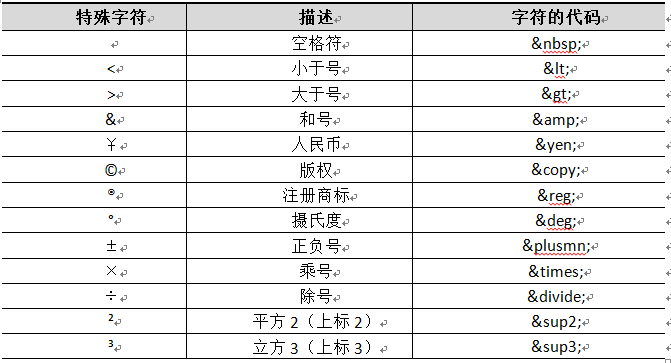 特殊字符 描述 字符的代码
空格符 &nbsp;
< 小于号 &lt;
> 大于号 &gt;
& 和号 &amp;
¥ 人民币 &yen;
© 版权 &copy;
® 注册商标 &reg;
° 摄氏度 &deg;
± 正负号 &plusmn;
× 乘号 &times;
÷ 除号 &divide;
² 平方2（上标2） &sup2;
³ 立方3（上标3） &sup3;